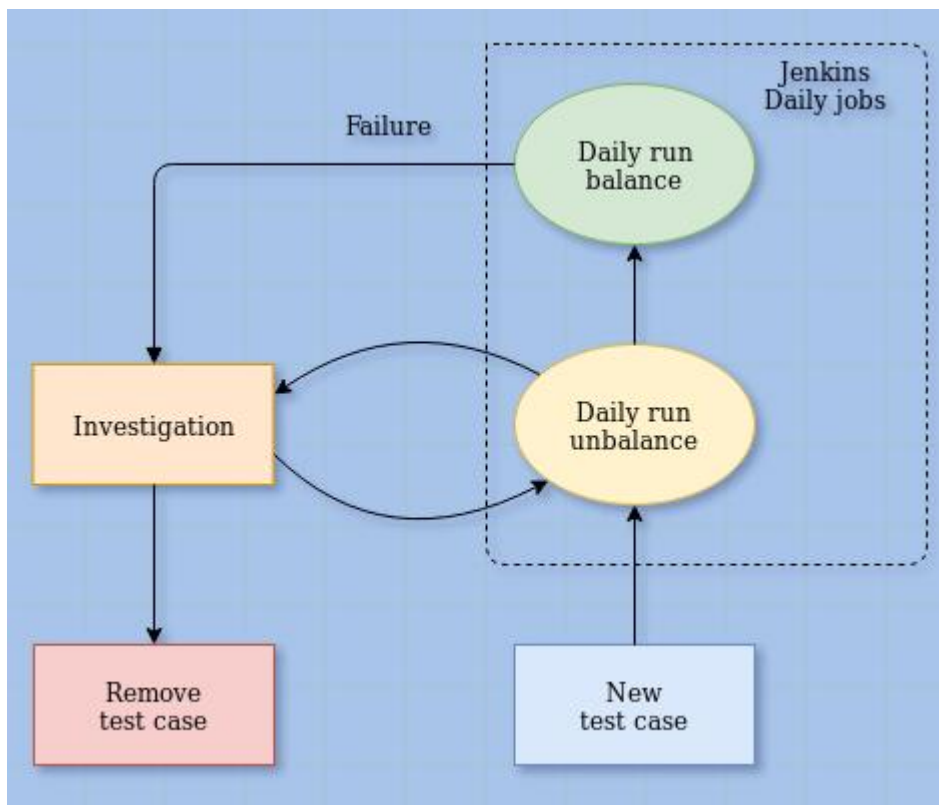 Jenkins
Daily jobs
Failure
Daily run
balance
Investigation
Daily run
unbalance
Remove
test case
New
test case